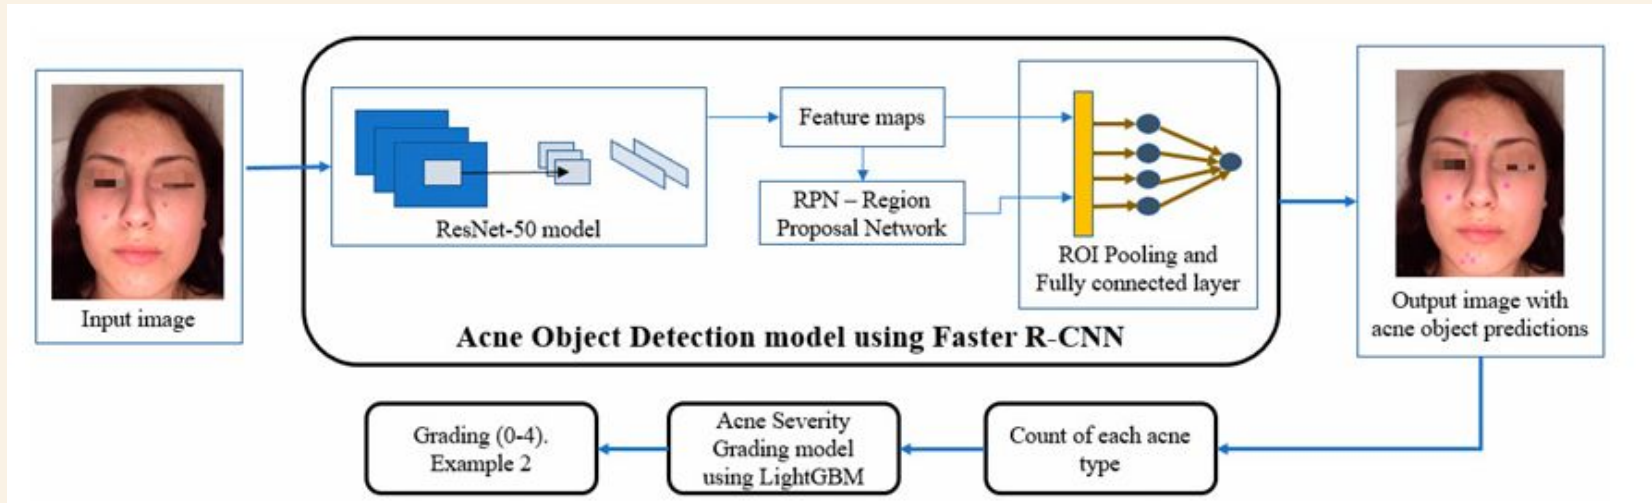 Input image
ResNet-50 model
Feature maps
RPN – Region
Proposal Network
ROI Pooling and
Fully connected layer
Acne Object Detection model using Faster R-CNN
Output image with
acne object predictions
Count of each acne
type
Acne Severity
Grading model
using LightGBM
Grading (0-4).
Example 2